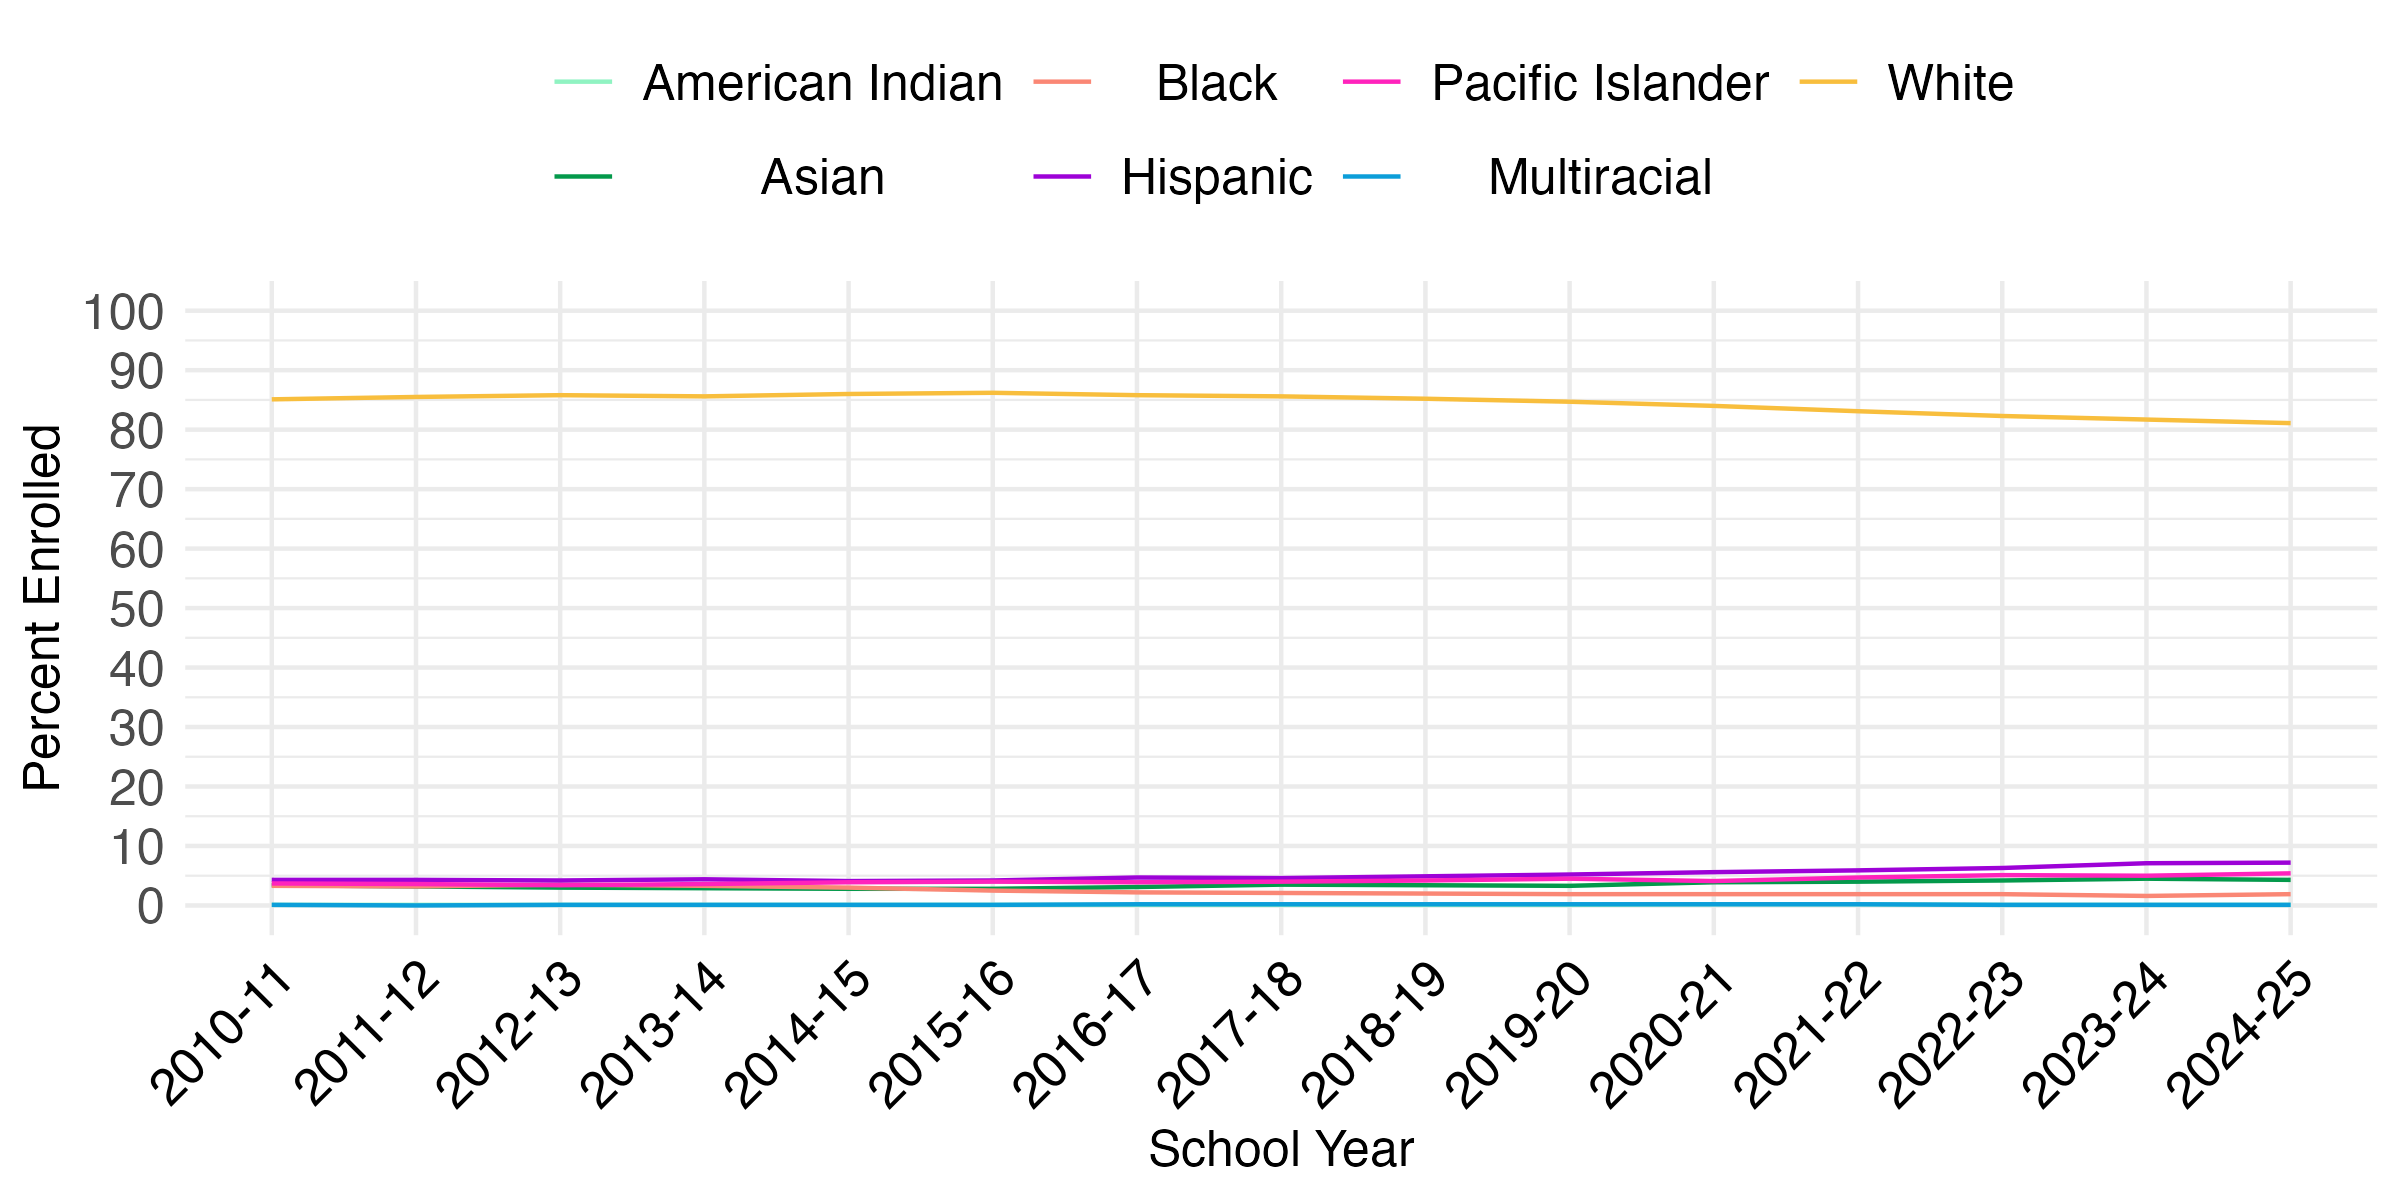 American Indian Black Pacific Islander White
Asian Hispanic Multiracial
100
90
80
70
60
50
40
30
20
10
0
Percent Enrolled
2010-11 2011-12 2012-13 2013-14 2014-15 2015-16 2016-17 2017-18 2018-19 2019-20 2020-21 2021-22 2022-23 2023-24 2024-25
School Year